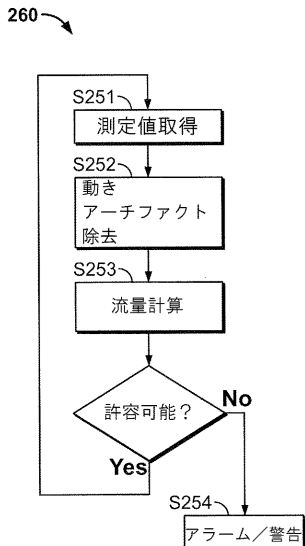 260
S251
測定値取得
S252
動き
アーチファクト
除去
S253
流量計算
許容可能?
No
Yes
S254
アラーム/警告